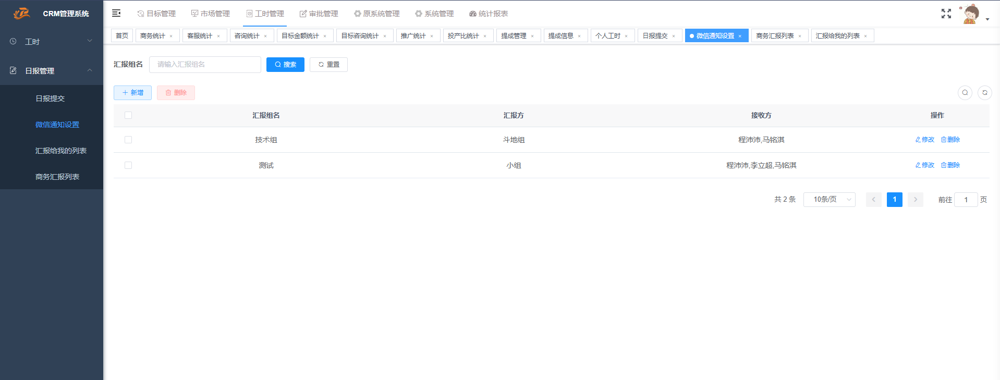 CRM管理系统
目标管理 市场管理 工时管理 审批管理 原系统管理 系统管理 统计报表
首页 商务统计 × 客服统计 × 咨询统计 × 目标金额统计 × 目标咨询统计 × 推广统计 × 投产比统计 × 提成管理 × 提成信息 × 个人工时 × 日报提交 × 微信通知设置 × 商务汇报列表 × 汇报给我的列表 ×
工时
日报管理
日报提交
微信通知设置
汇报给我的列表
商务汇报列表
汇报组名 请输入汇报组名 搜索 重置
新增 删除
汇报组名 汇报方 接收方 操作
技术组 斗地组 程沛沛,马铭淇 修改 删除
测试 小组 程沛沛,李立超,马铭淇 修改 删除
共 2 条 10条/页 1 前往 1 页